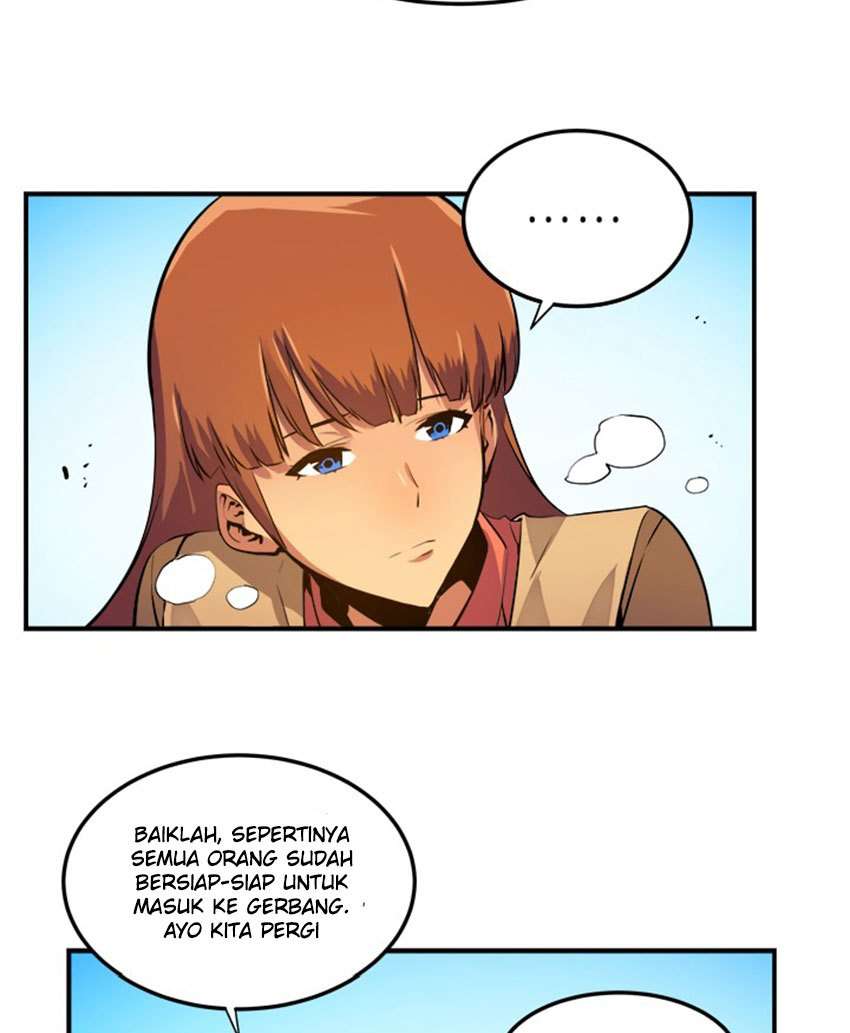 ......
BAIKLAH, SEPERTINYA
SEMUA ORANG SUDAH
BERSIAP-SIAP UNTUK
MASUK KE GERBANG.
AYO KITA PERGI